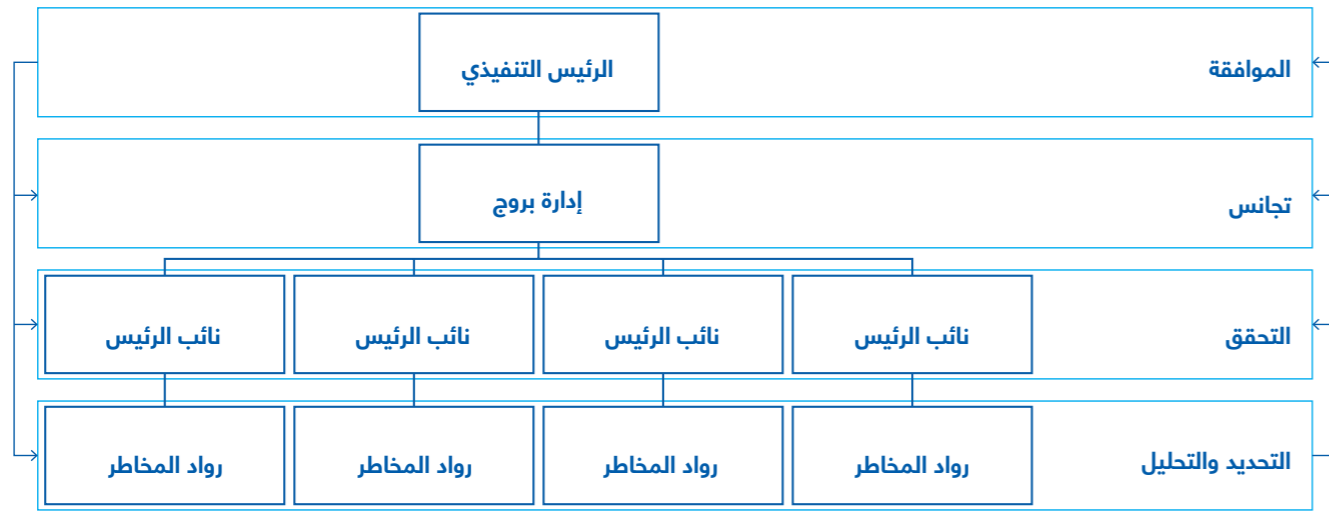 الموافقة
الرئيس التنفيذي
تجانس
إدارة بروج
التحقق
نائب الرئيس
نائب الرئيس
نائب الرئيس
نائب الرئيس
التحديد والتحليل
رواد المخاطر
رواد المخاطر
رواد المخاطر
رواد المخاطر